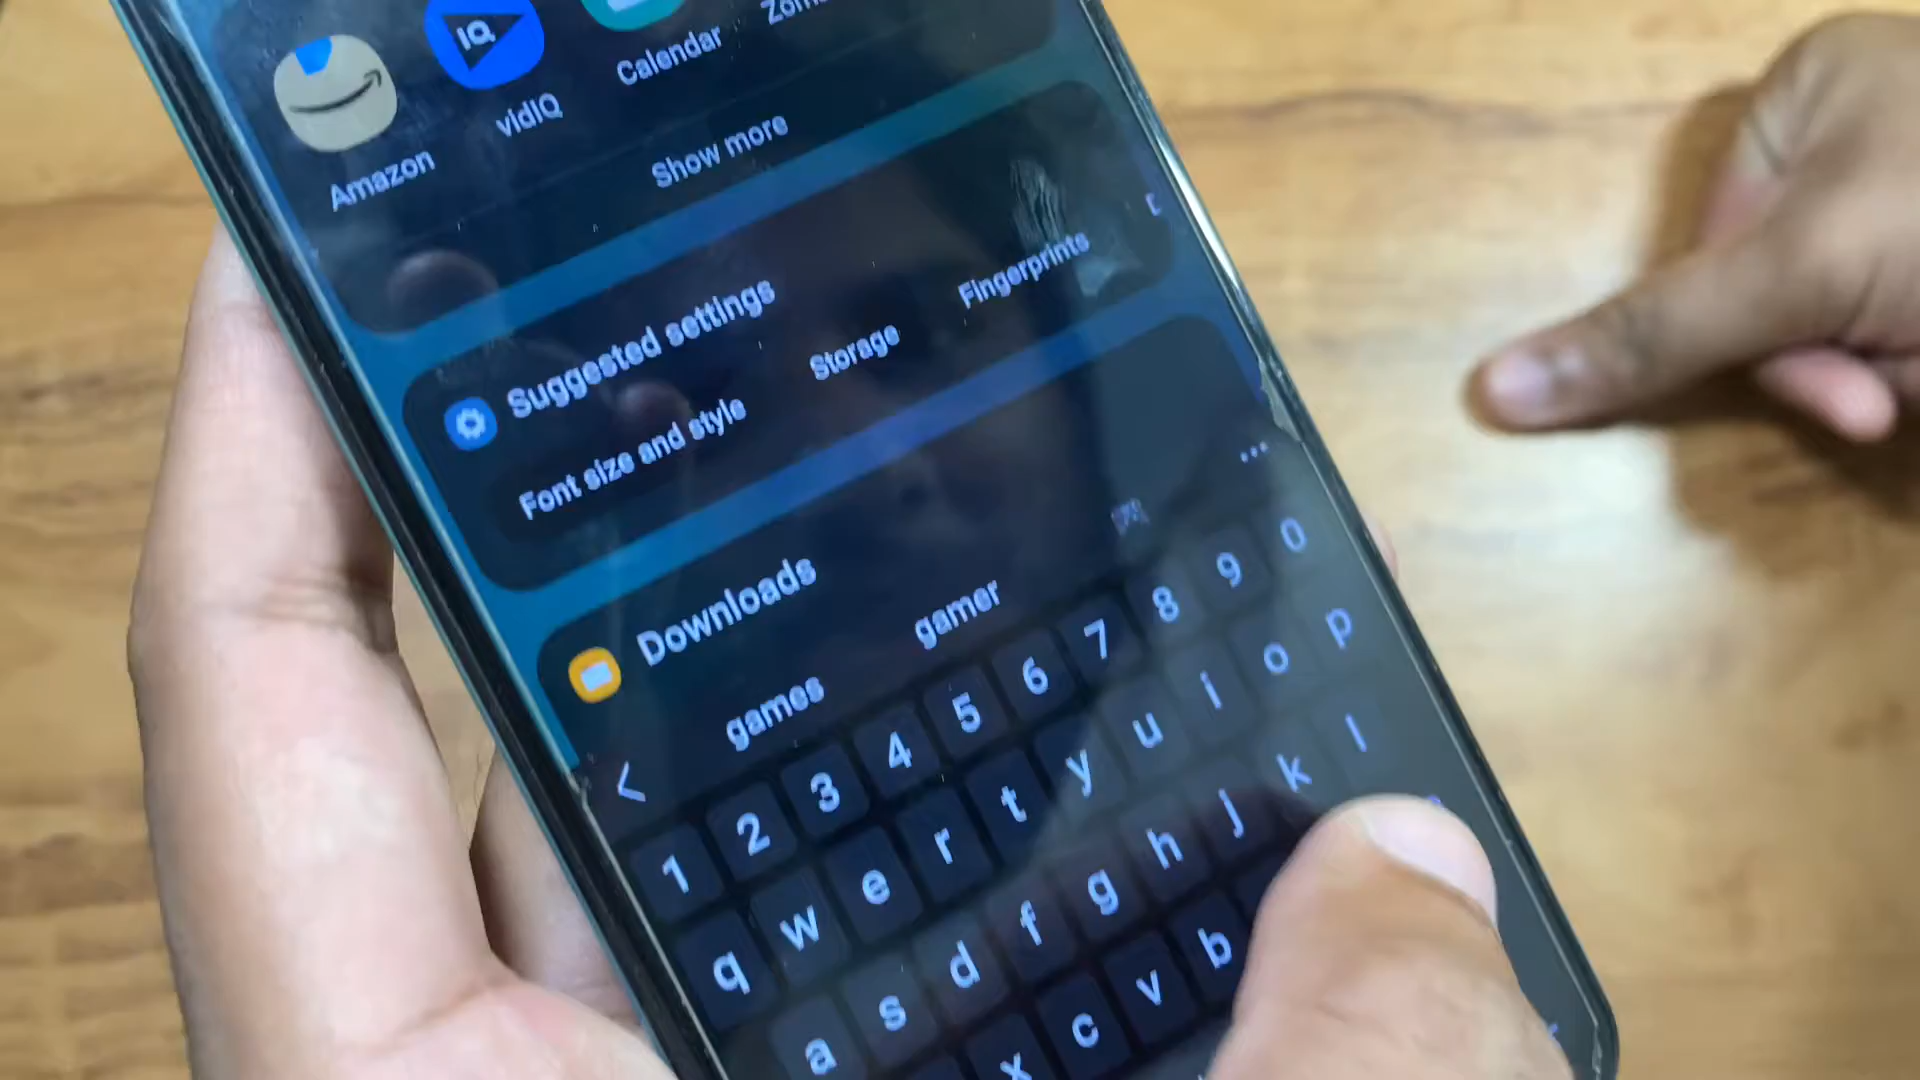 IQ
Amazon
vidIQ
Calendar
Show more
Suggested settings
Font size and style
Storage
Fingerprints
Downloads
games
gamer
1 2 3 4 5 6 7 8 9 0
q w e r t y u i o p
a s d f g h j k l
x c v b